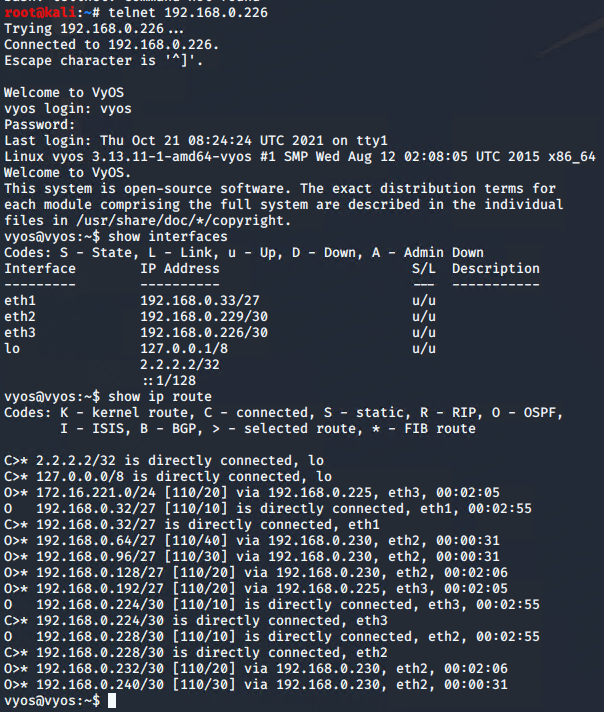 root@kali:~# telnet 192.168.0.226
Trying 192.168.0.226...
Connected to 192.168.0.226.
Escape character is '^]'.
Welcome to VyOS
vyos login: vyos
Password:
Last login: Thu Oct 21 08:24:24 UTC 2021 on tty1
Linux vyos 3.13.11-1-amd64-vyos #1 SMP Wed Aug 12 02:08:05 UTC 2015 x86_64
Welcome to VyOS.
This system is open-source software. The exact distribution terms for
each module comprising the full system are described in the individual
files in /usr/share/doc/*/copyright.
vyos@vyos:~$ show interfaces
Codes: S - State, L - Link, u - Up, D - Down, A - Admin Down
Interface        IP Address                        S/L  Description
---------        ----------                        ---  -----------
eth1             192.168.0.33/27                   u/u
eth2             192.168.0.229/30                  u/u
eth3             192.168.0.226/30                  u/u
lo               127.0.0.1/8                       u/u
                 2.2.2.2/32
                 ::1/128
vyos@vyos:~$ show ip route
Codes: K - kernel route, C - connected, S - static, R - RIP, O - OSPF,
       I - ISIS, B - BGP, > - selected route, * - FIB route
C>* 2.2.2.2/32 is directly connected, lo
C>* 127.0.0.0/8 is directly connected, lo
O>* 172.16.221.0/24 [110/20] via 192.168.0.225, eth3, 00:02:05
O   192.168.0.32/27 [110/10] is directly connected, eth1, 00:02:55
C>* 192.168.0.32/27 is directly connected, eth1
O>* 192.168.0.64/27 [110/40] via 192.168.0.230, eth2, 00:00:31
O>* 192.168.0.96/27 [110/30] via 192.168.0.230, eth2, 00:00:31
O>* 192.168.0.128/27 [110/20] via 192.168.0.230, eth2, 00:02:06
O>* 192.168.0.192/27 [110/20] via 192.168.0.225, eth3, 00:02:05
O   192.168.0.224/30 [110/10] is directly connected, eth3, 00:02:55
C>* 192.168.0.224/30 is directly connected, eth3
O   192.168.0.228/30 [110/10] is directly connected, eth2, 00:02:55
C>* 192.168.0.228/30 is directly connected, eth2
O>* 192.168.0.232/30 [110/20] via 192.168.0.230, eth2, 00:02:06
O>* 192.168.0.240/30 [110/30] via 192.168.0.230, eth2, 00:00:31
vyos@vyos:~$